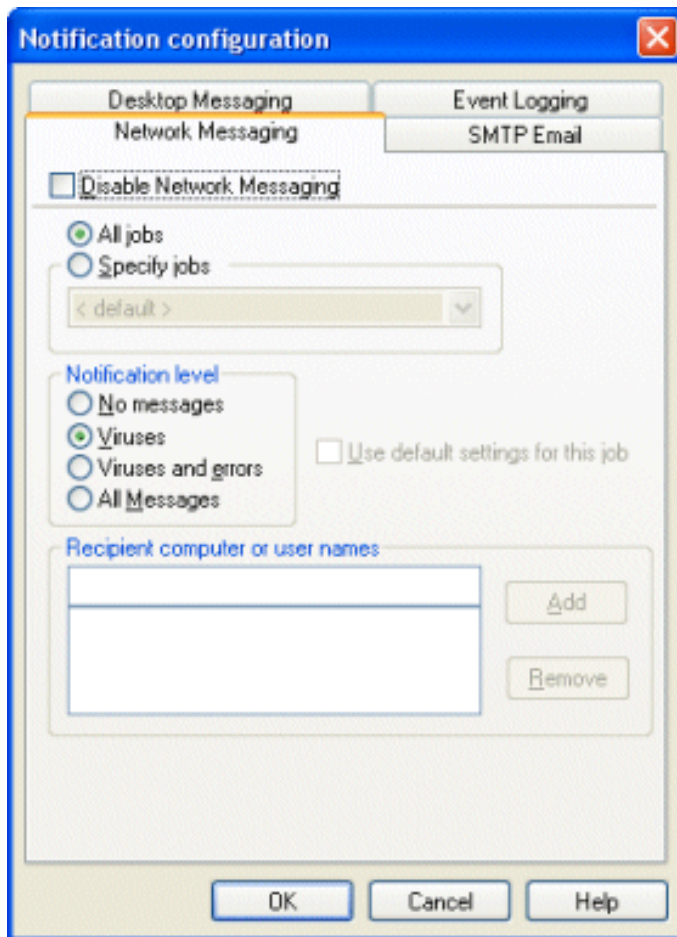 Notification configuration
Desktop Messaging
Event Logging
Network Messaging
SMTP Email
Disable Network Messaging
All jobs
Specify jobs
< default >
Notification level
No messages
Viruses
Viruses and errors
All Messages
Use default settings for this job
Recipient computer or user names
Add
Remove
OK
Cancel
Help